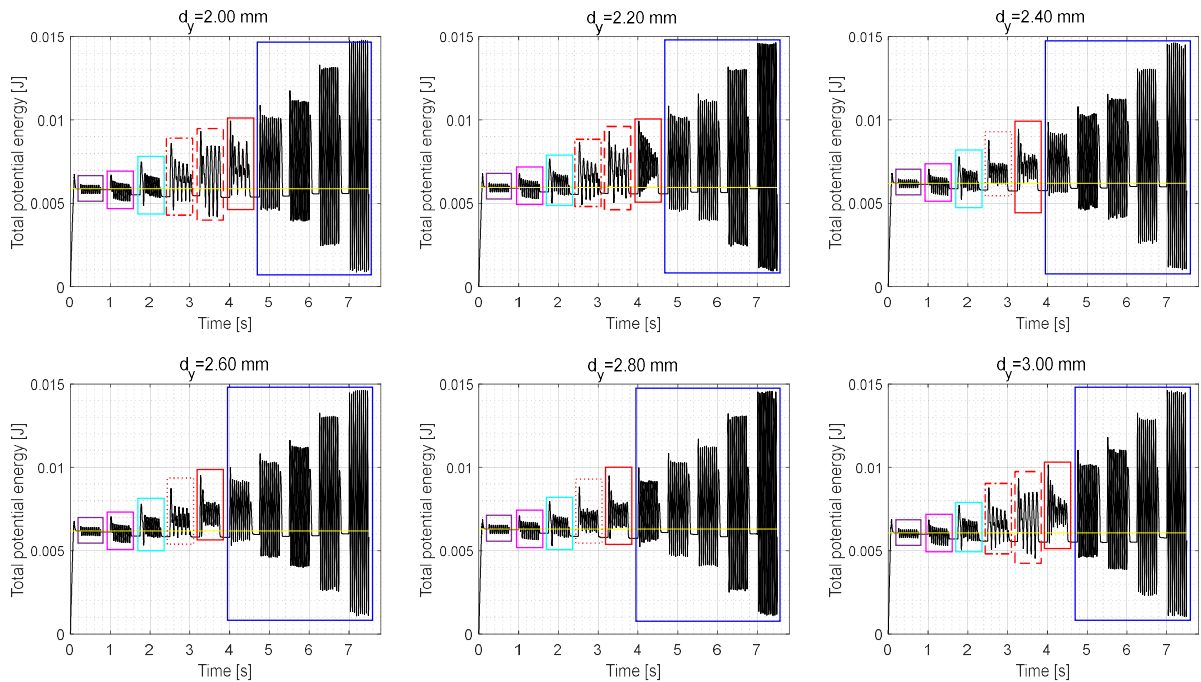 d_y=2.00 mm
Total potential energy [J]
0.015
0.01
0.005
0
0 1 2 3 4 5 6 7
Time [s]
d_y=2.20 mm
Total potential energy [J]
0.015
0.01
0.005
0
0 1 2 3 4 5 6 7
Time [s]
d_y=2.40 mm
Total potential energy [J]
0.015
0.01
0.005
0
0 1 2 3 4 5 6 7
Time [s]
d_y=2.60 mm
Total potential energy [J]
0.015
0.01
0.005
0
0 1 2 3 4 5 6 7
Time [s]
d_y=2.80 mm
Total potential energy [J]
0.015
0.01
0.005
0
0 1 2 3 4 5 6 7
Time [s]
d_y=3.00 mm
Total potential energy [J]
0.015
0.01
0.005
0
0 1 2 3 4 5 6 7
Time [s]